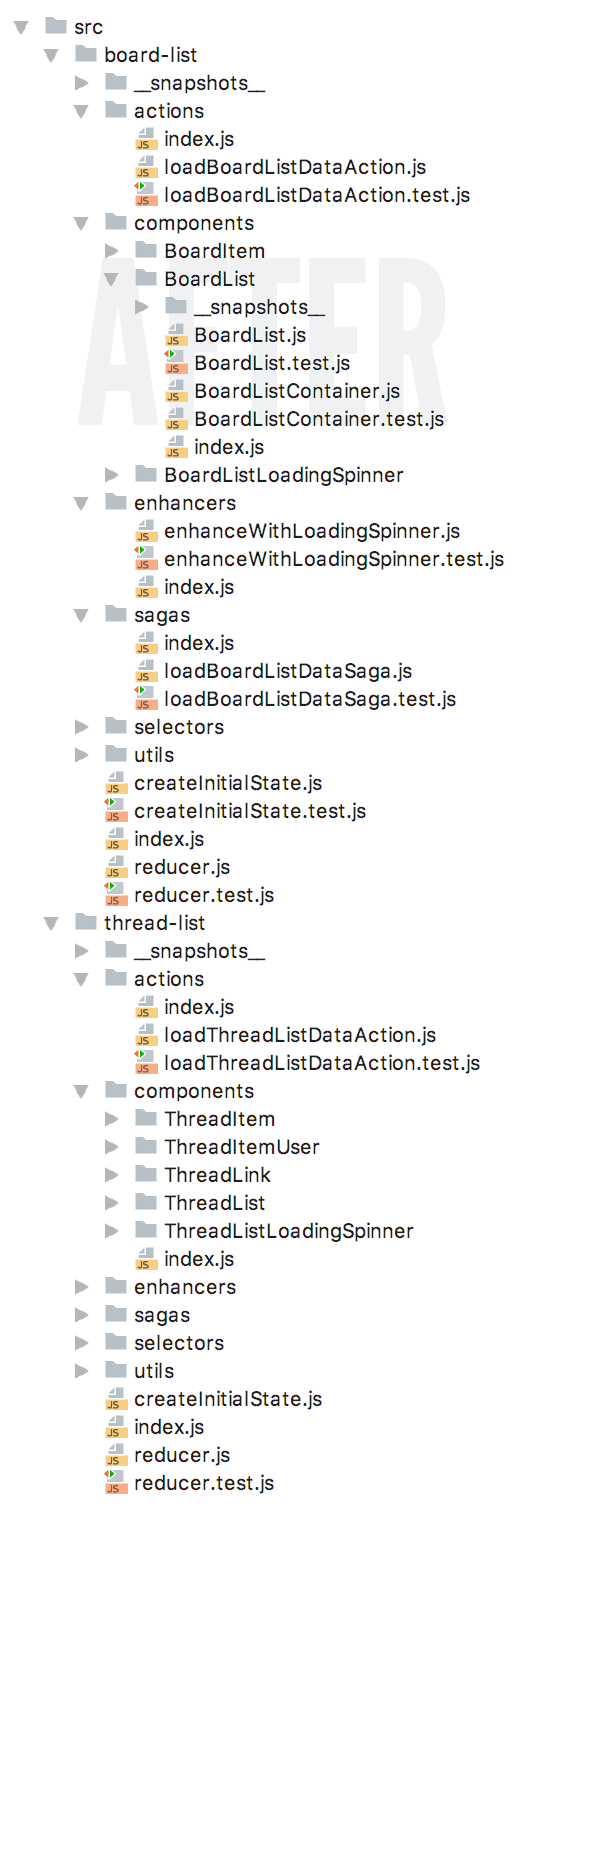 src
board-list
__snapshots__
actions
index.js
loadBoardListDataAction.js
loadBoardListDataAction.test.js
components
BoardItem
BoardList
__snapshots__
BoardList.js
BoardList.test.js
BoardListContainer.js
BoardListContainer.test.js
index.js
BoardListLoadingSpinner
enhancers
enhanceWithLoadingSpinner.js
enhanceWithLoadingSpinner.test.js
index.js
sagas
index.js
loadBoardListDataSaga.js
loadBoardListDataSaga.test.js
selectors
utils
createInitialState.js
createInitialState.test.js
index.js
reducer.js
reducer.test.js
thread-list
__snapshots__
actions
index.js
loadThreadListDataAction.js
loadThreadListDataAction.test.js
components
ThreadItem
ThreadItemUser
ThreadLink
ThreadList
ThreadListLoadingSpinner
index.js
enhancers
sagas
selectors
utils
createInitialState.js
index.js
reducer.js
reducer.test.js
AFTER